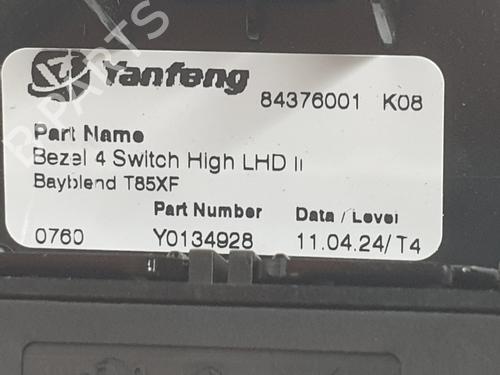 Yanfeng
84376001 K08
Part Name
Bezel 4 Switch High LHD II
Bayblend T85XF
Part Number Data / Level
0760 Y0134928 11.04.24/ T4